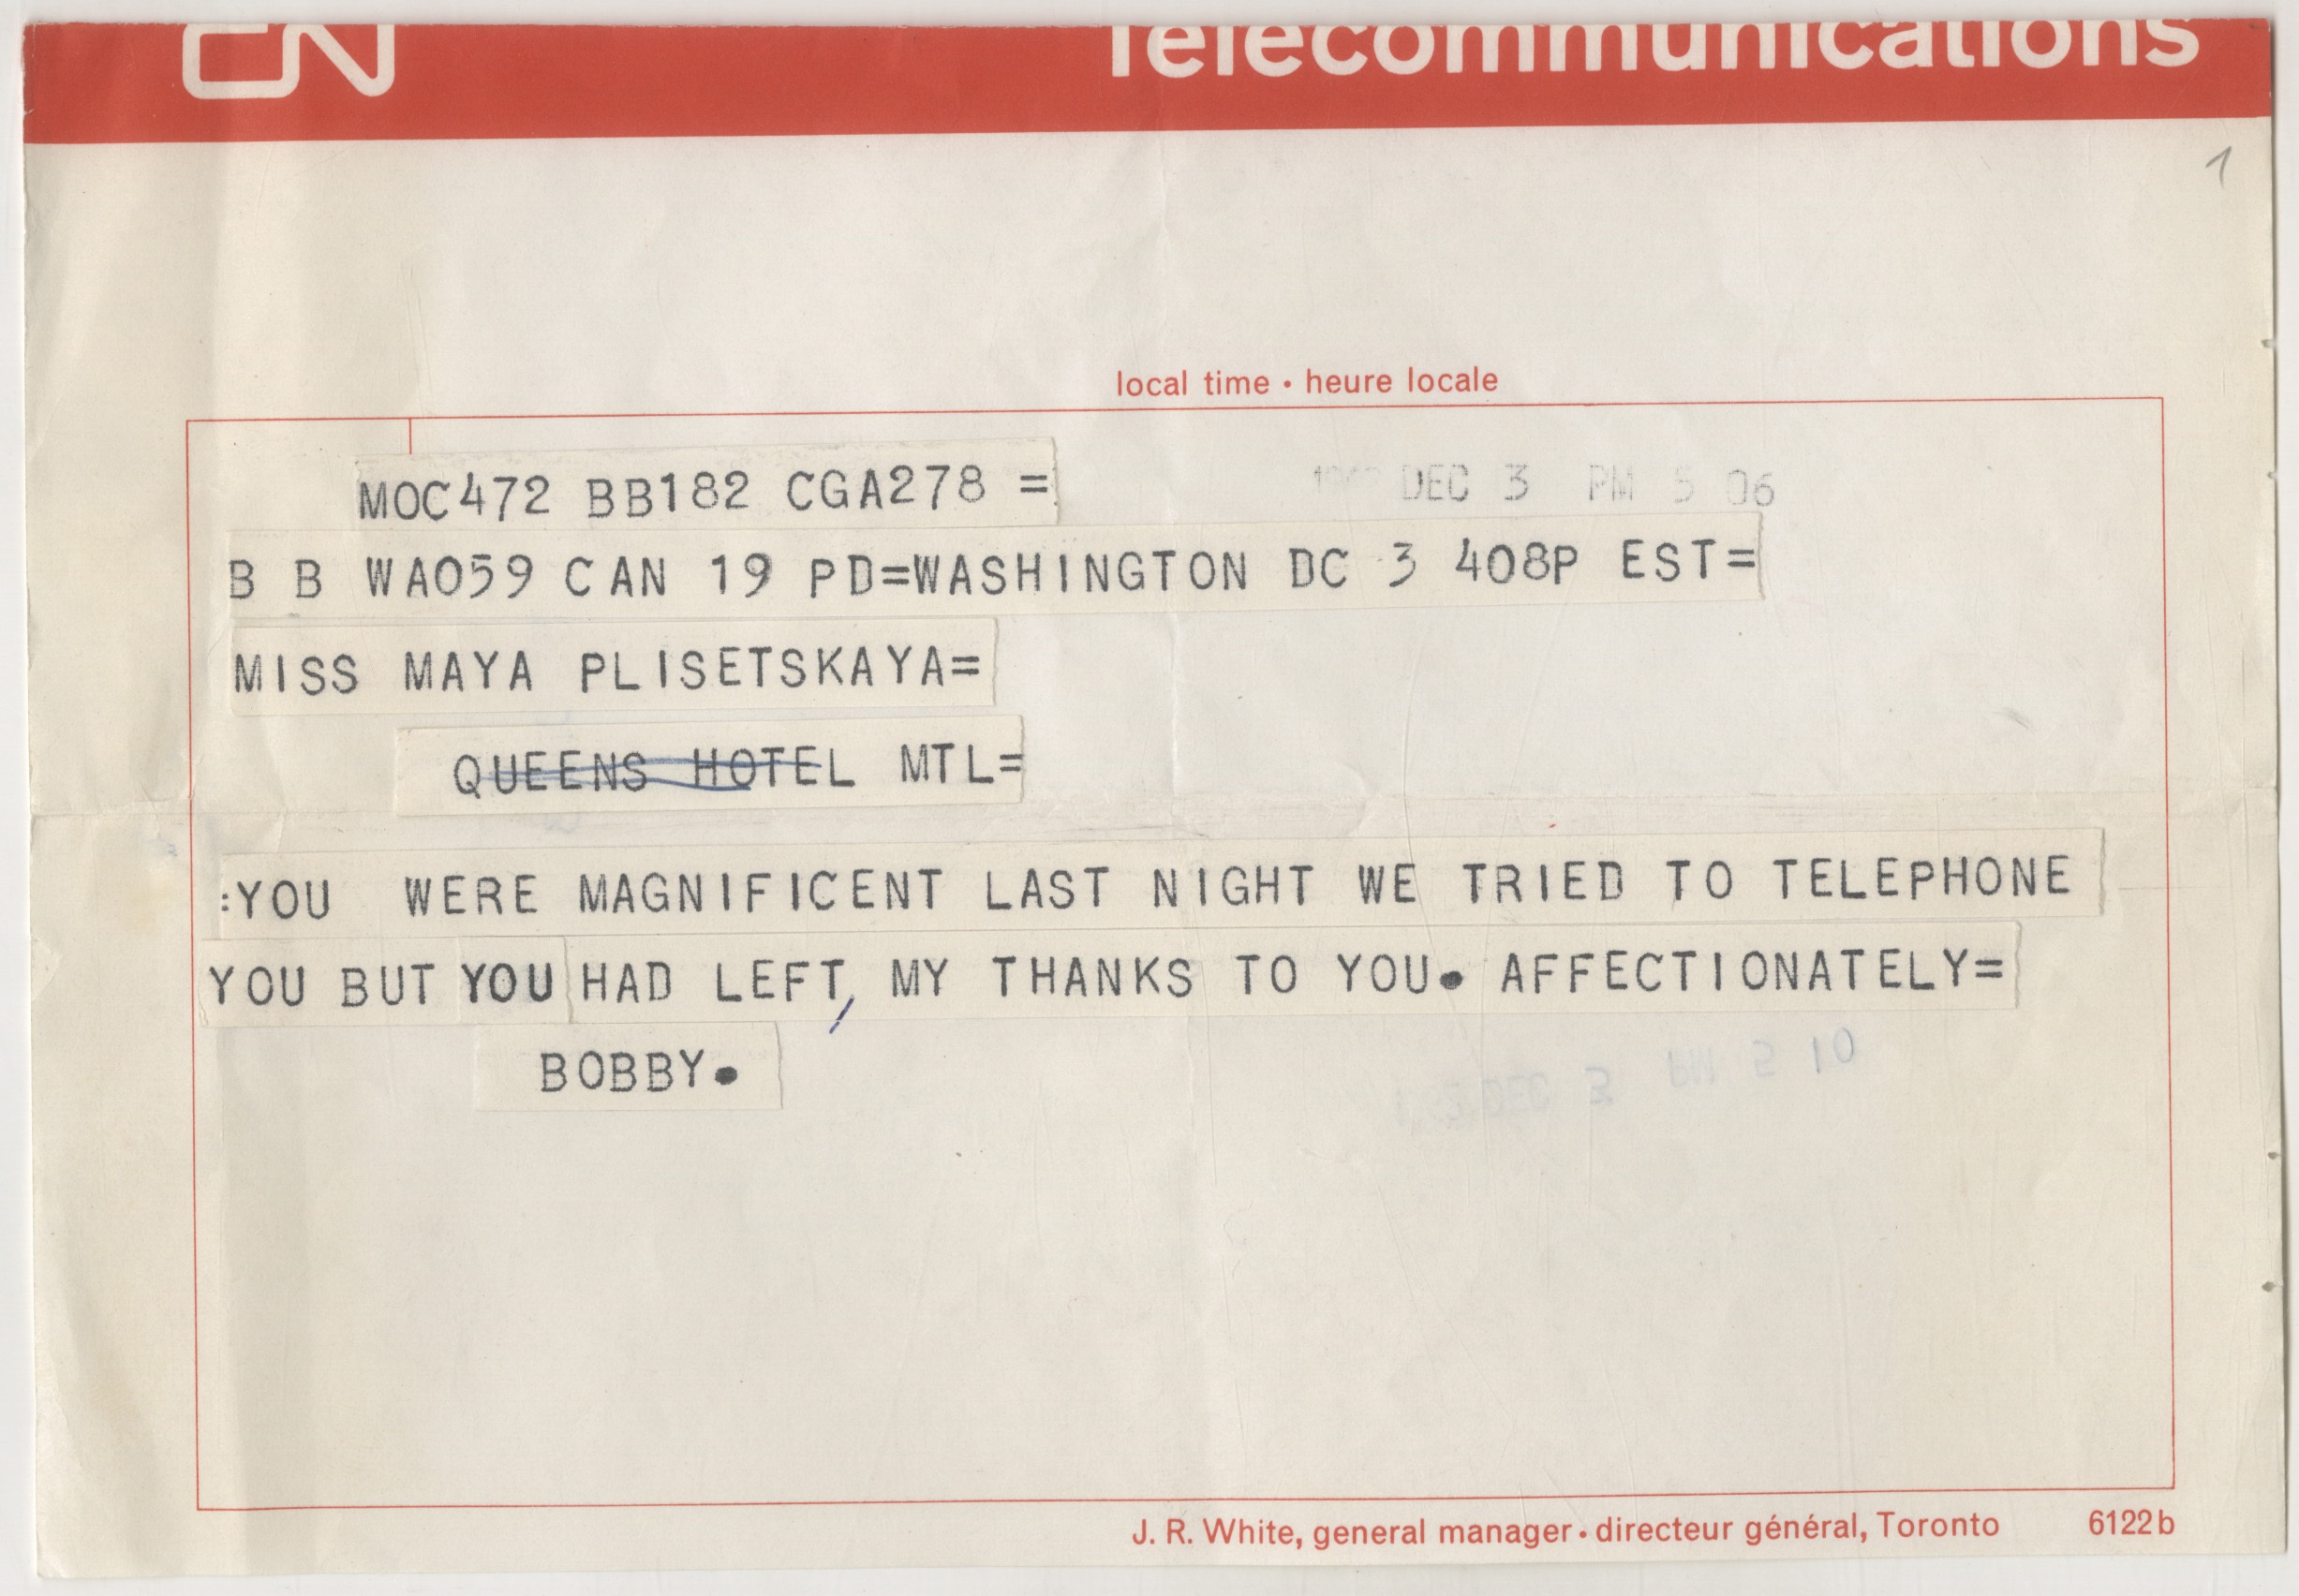 CN Telecommunications
1
local time • heure locale
MOC472 BB182 CGA278 = DEC 3 PM 5 06
B B WA059 CAN 19 PD=WASHINGTON DC 3 408P EST=
MISS MAYA PLISETSKAYA=
QUEENS HOTEL MTL=
:YOU WERE MAGNIFICENT LAST NIGHT WE TRIED TO TELEPHONE
YOU BUT YOU HAD LEFT, MY THANKS TO YOU. AFFECTIONATELY=
BOBBY.
DEC 3 PM 5 10
J. R. White, general manager • directeur général, Toronto 6122b